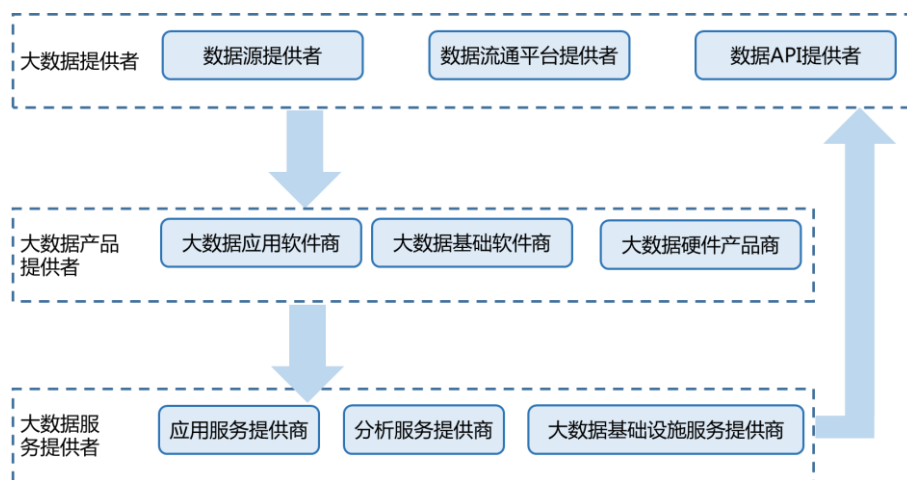 大数据提供者
数据源提供者
数据流通平台提供者
数据API提供者
大数据产品
提供者
大数据应用软件商
大数据基础软件商
大数据硬件产品商
大数据服
务提供者
应用服务提供商
分析服务提供商
大数据基础设施服务提供商